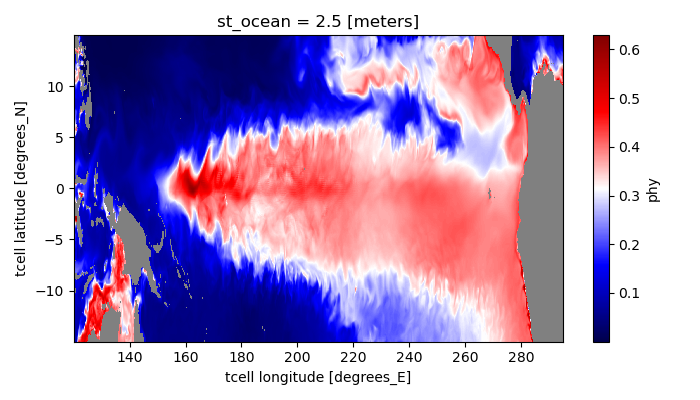 st_ocean = 2.5 [meters]
10
5
0
−5
−10
tcell latitude [degrees_N]
140 160 180 200 220 240 260 280
tcell longitude [degrees_E]
0.6
0.5
0.4
0.3
0.2
0.1
phy